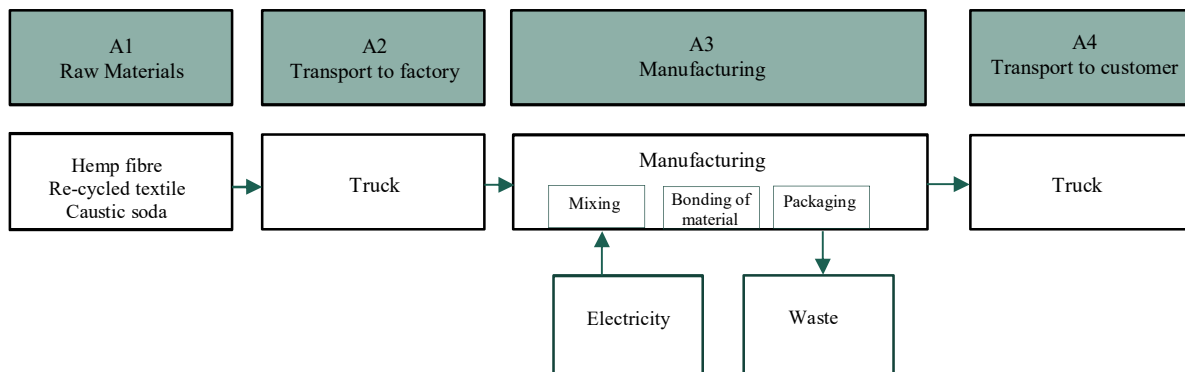 A1
Raw Materials
A2
Transport to factory
A3
Manufacturing
A4
Transport to customer
Hemp fibre
Re-cycled textile
Caustic soda
Truck
Manufacturing
Mixing
Bonding of
material
Packaging
Truck
Electricity
Waste